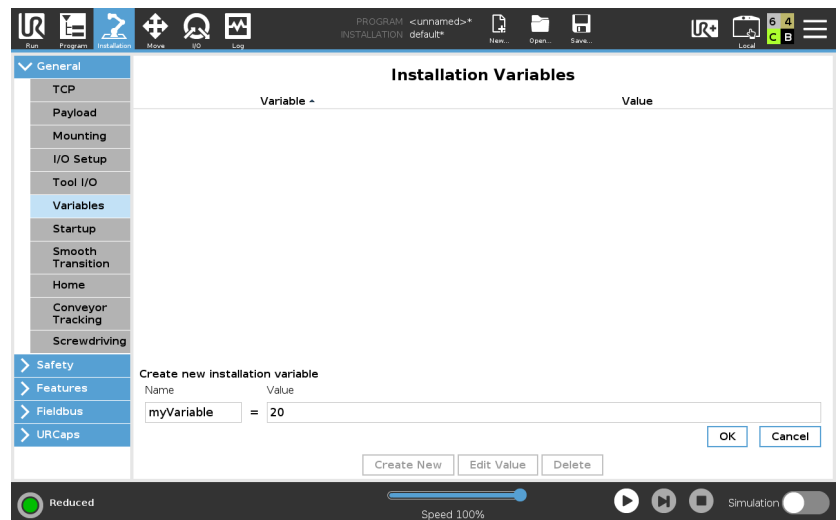 PROGRAM <unnamed>*
INSTALLATION default*
Run Program Installation Move I/O Log New... Open... Save... UR+ Local 6 4 C B
General
TCP
Payload
Mounting
I/O Setup
Tool I/O
Variables
Startup
Smooth
Transition
Home
Conveyor
Tracking
Screwdriving
Safety
Features
Fieldbus
URCaps
Installation Variables
Variable Value
Create new installation variable
Name Value
myVariable = 20
OK Cancel
Create New Edit Value Delete
Reduced
Speed 100%
Simulation